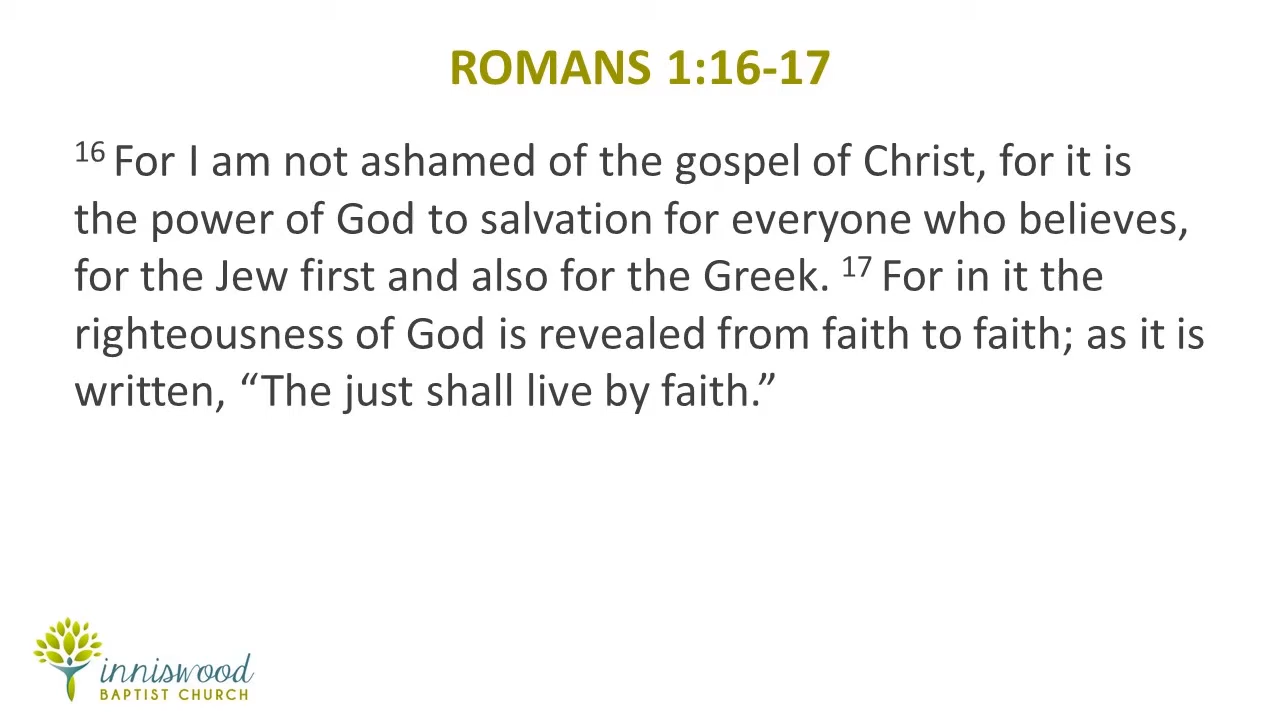 ROMANS 1:16-17
16 For I am not ashamed of the gospel of Christ, for it is
the power of God to salvation for everyone who believes,
for the Jew first and also for the Greek. 17 For in it the
righteousness of God is revealed from faith to faith; as it is
written, “The just shall live by faith.”
inniswood
BAPTIST CHURCH